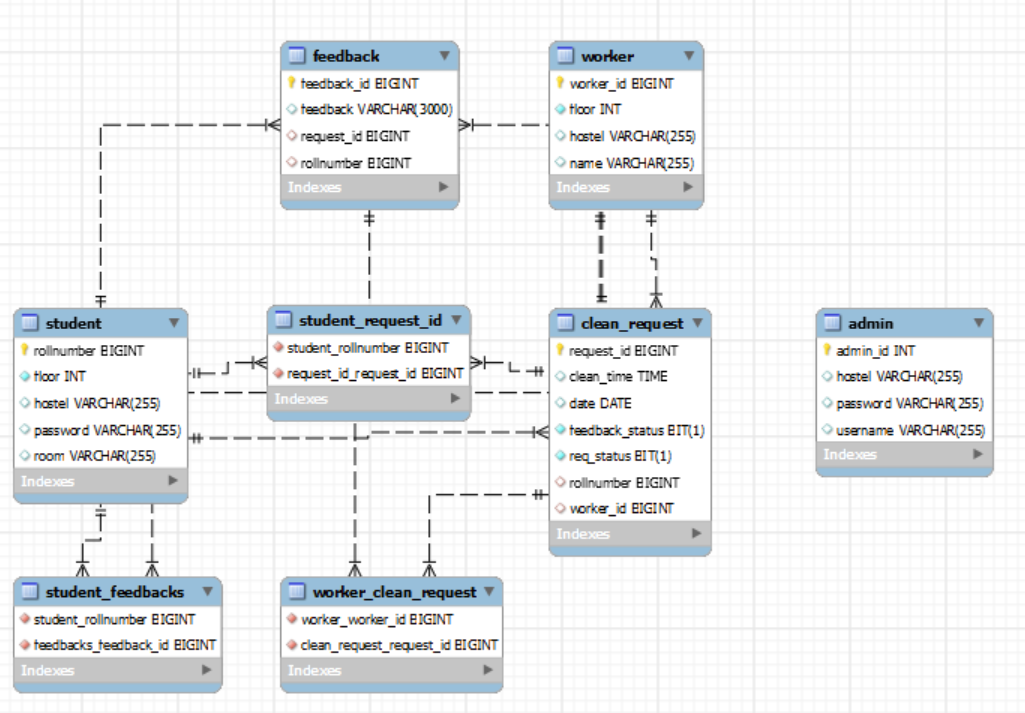 feedback
feedback_id BIGINT
feedback VARCHAR(3000)
request_id BIGINT
rollnumber BIGINT
Indexes
worker
worker_id BIGINT
floor INT
hostel VARCHAR(255)
name VARCHAR(255)
Indexes
student
rollnumber BIGINT
floor INT
hostel VARCHAR(255)
password VARCHAR(255)
room VARCHAR(255)
Indexes
student_request_id
student_rollnumber BIGINT
request_id_request_id BIGINT
Indexes
clean_request
request_id BIGINT
clean_time TIME
date DATE
feedback_status BIT(1)
req_status BIT(1)
rollnumber BIGINT
worker_id BIGINT
Indexes
admin
admin_id INT
hostel VARCHAR(255)
password VARCHAR(255)
username VARCHAR(255)
Indexes
student_feedbacks
student_rollnumber BIGINT
feedbacks_feedback_id BIGINT
Indexes
worker_clean_request
worker_worker_id BIGINT
clean_request_request_id BIGINT
Indexes